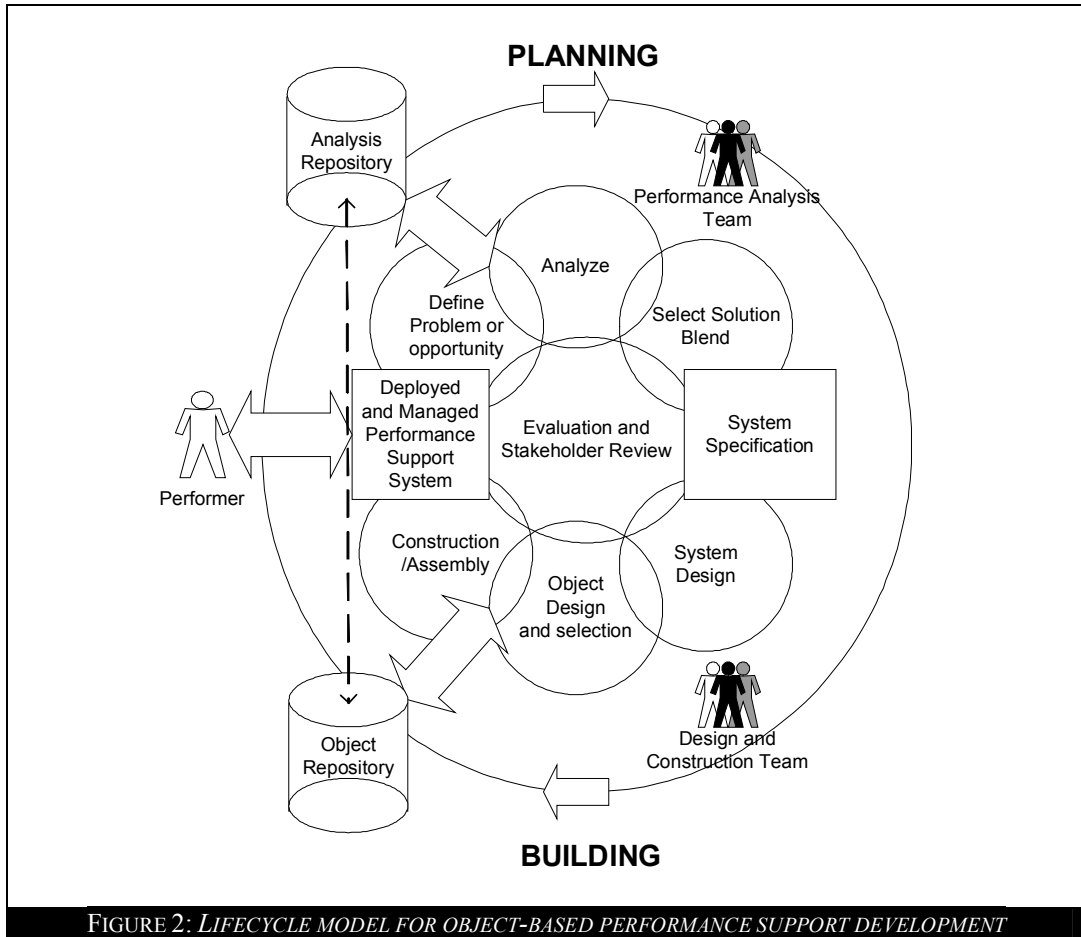 PLANNING
Analysis
Repository
Performance Analysis
Team
Analyze
Define
Problem or
opportunity
Select Solution
Blend
Deployed
and Managed
Performance
Support
System
Evaluation and
Stakeholder Review
System
Specification
Performer
Construction
/Assembly
Object
Design
and selection
System
Design
Object
Repository
Design and
Construction Team
BUILDING
FIGURE 2: LIFECYCLE MODEL FOR OBJECT-BASED PERFORMANCE SUPPORT DEVELOPMENT